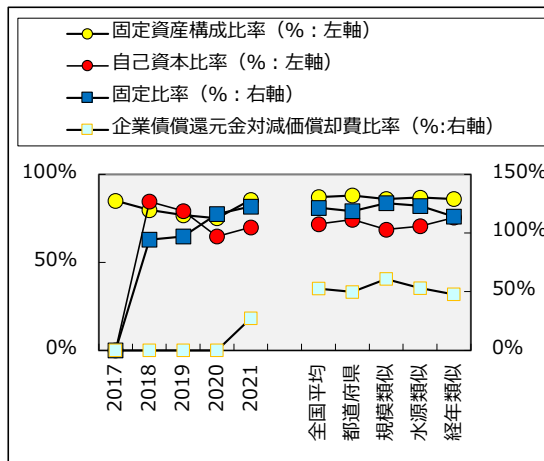 固定資産構成比率（%：左軸）
自己資本比率（%：左軸）
固定比率（%：右軸）
企業債償還元金対減価償却費比率（%:右軸）
100%
50%
0%
150%
100%
50%
0%
2017
2018
2019
2020
2021
全国平均
都道府県
規模類似
水源類似
経年類似